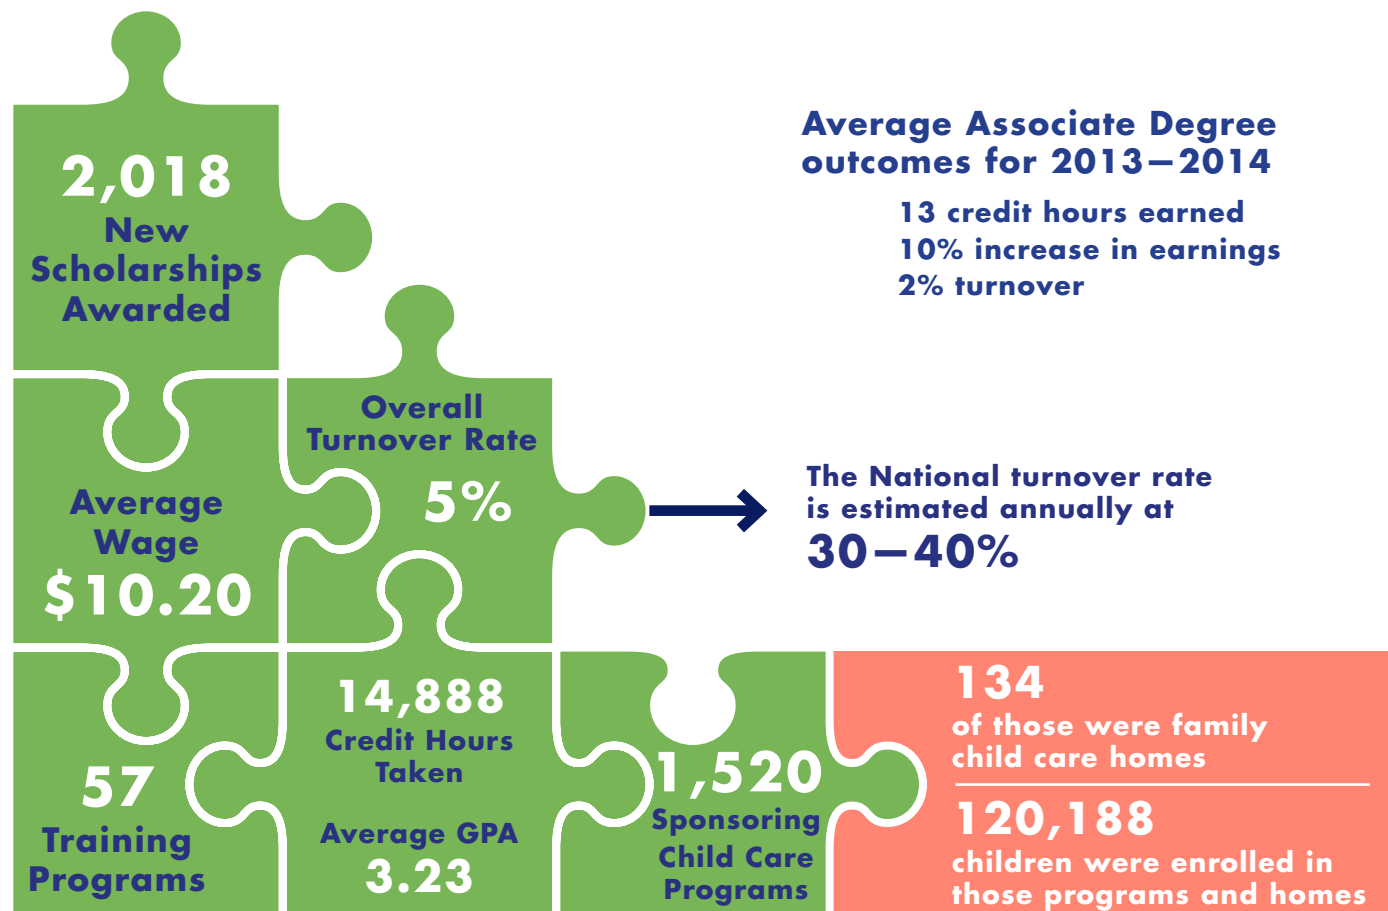 2,018
New
Scholarships
Awarded
Average Associate Degree
outcomes for 2013–2014
13 credit hours earned
10% increase in earnings
2% turnover
Average
Wage
$10.20
Overall
Turnover Rate
5%
The National turnover rate
is estimated annually at
30–40%
57
Training
Programs
14,888
Credit Hours
Taken
Average GPA
3.23
1,520
Sponsoring
Child Care
Programs
134
of those were family
child care homes
120,188
children were enrolled in
those programs and homes